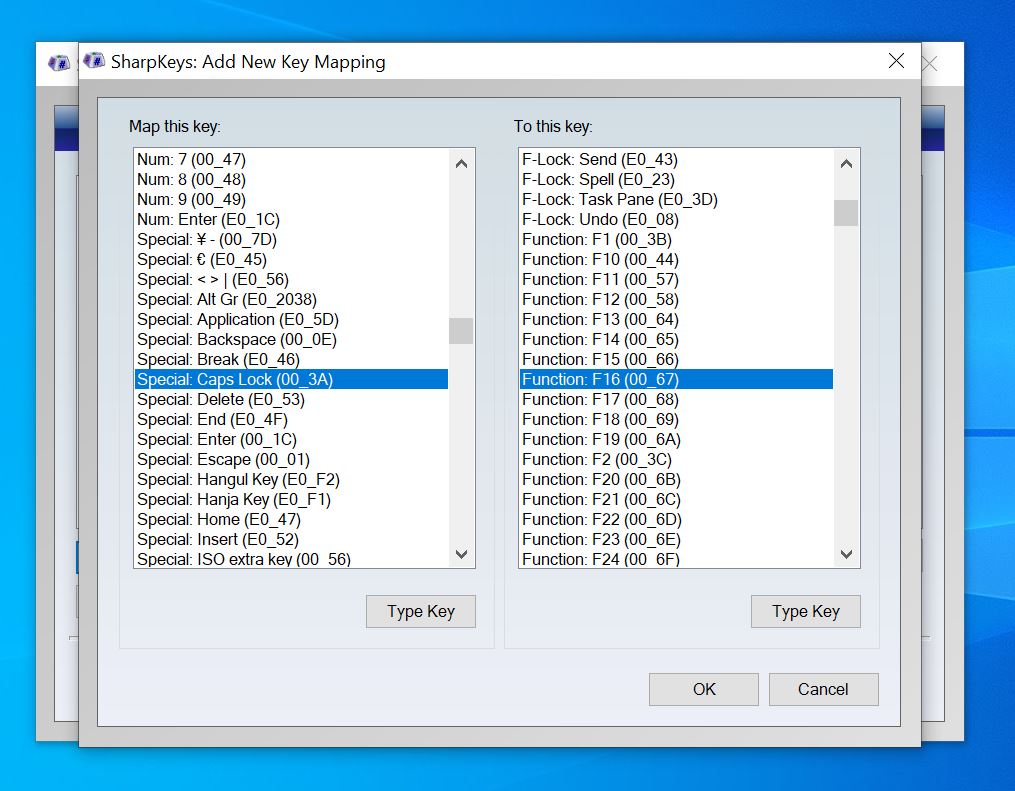 SharpKeys: Add New Key Mapping
Map this key:
Num: 7 (00_47)
Num: 8 (00_48)
Num: 9 (00_49)
Num: Enter (E0_1C)
Special: ¥ - (00_7D)
Special: € (E0_45)
Special: < > | (E0_56)
Special: Alt Gr (E0_2038)
Special: Application (E0_5D)
Special: Backspace (00_0E)
Special: Break (E0_46)
Special: Caps Lock (00_3A)
Special: Delete (E0_53)
Special: End (E0_4F)
Special: Enter (00_1C)
Special: Escape (00_01)
Special: Hangul Key (E0_F2)
Special: Hanja Key (E0_F1)
Special: Home (E0_47)
Special: Insert (E0_52)
Special: ISO extra key (00_56)
Type Key
To this key:
F-Lock: Send (E0_43)
F-Lock: Spell (E0_23)
F-Lock: Task Pane (E0_3D)
F-Lock: Undo (E0_08)
Function: F1 (00_3B)
Function: F10 (00_44)
Function: F11 (00_57)
Function: F12 (00_58)
Function: F13 (00_64)
Function: F14 (00_65)
Function: F15 (00_66)
Function: F16 (00_67)
Function: F17 (00_68)
Function: F18 (00_69)
Function: F19 (00_6A)
Function: F2 (00_3C)
Function: F20 (00_6B)
Function: F21 (00_6C)
Function: F22 (00_6D)
Function: F23 (00_6E)
Function: F24 (00_6F)
Type Key
OK
Cancel